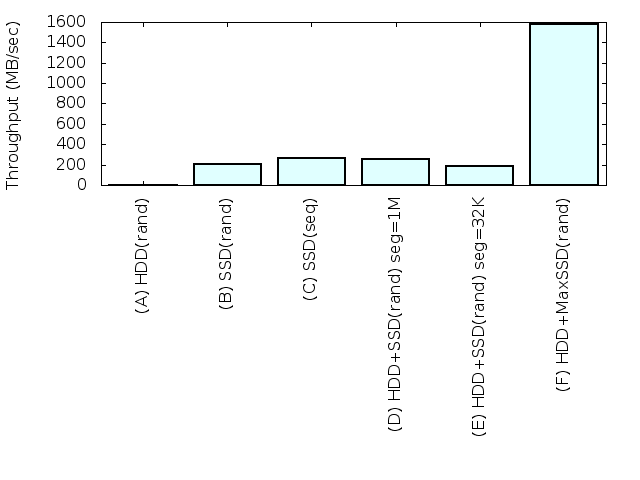 Throughput (MB/sec)
1600
1400
1200
1000
800
600
400
200
0
(A) HDD(rand)
(B) SSD(rand)
(C) SSD(seq)
(D) HDD+SSD(rand) seg=1M
(E) HDD+SSD(rand) seg=32K
(F) HDD+MaxSSD(rand)